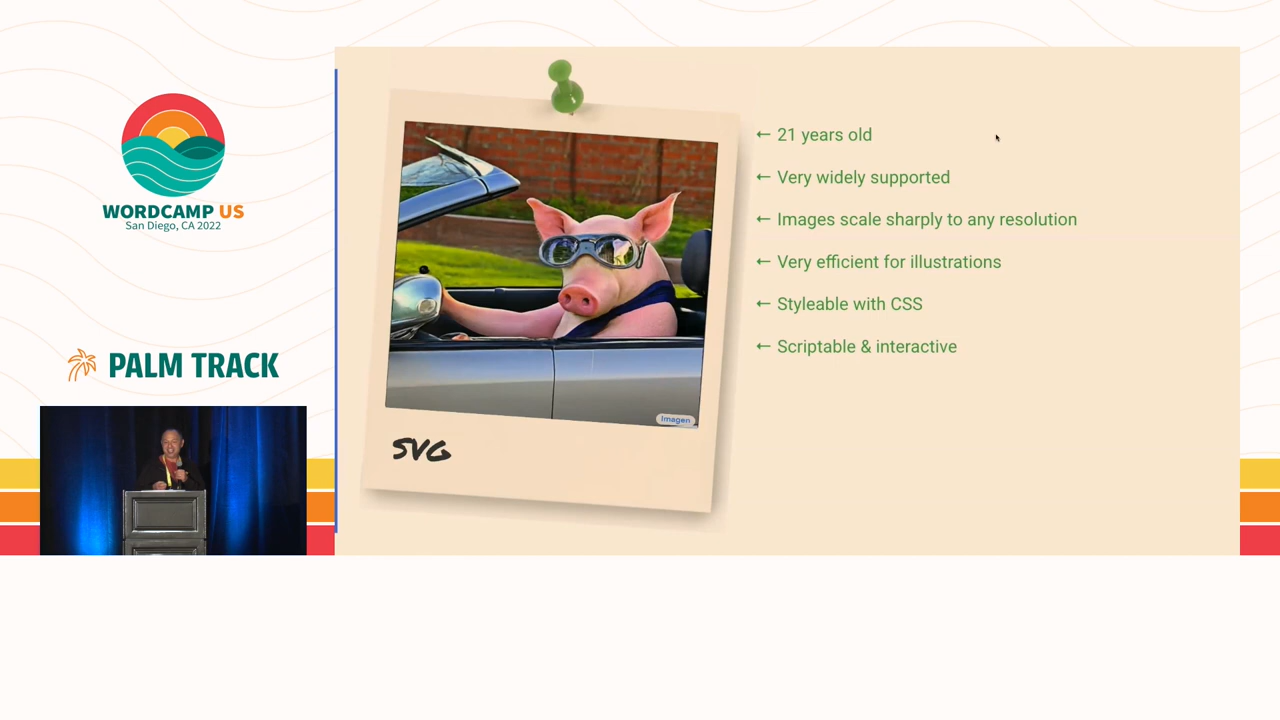 WORDCAMP US
San Diego, CA 2022
PALM TRACK
Imagen
SVG
← 21 years old
← Very widely supported
← Images scale sharply to any resolution
← Very efficient for illustrations
← Styleable with CSS
← Scriptable & interactive